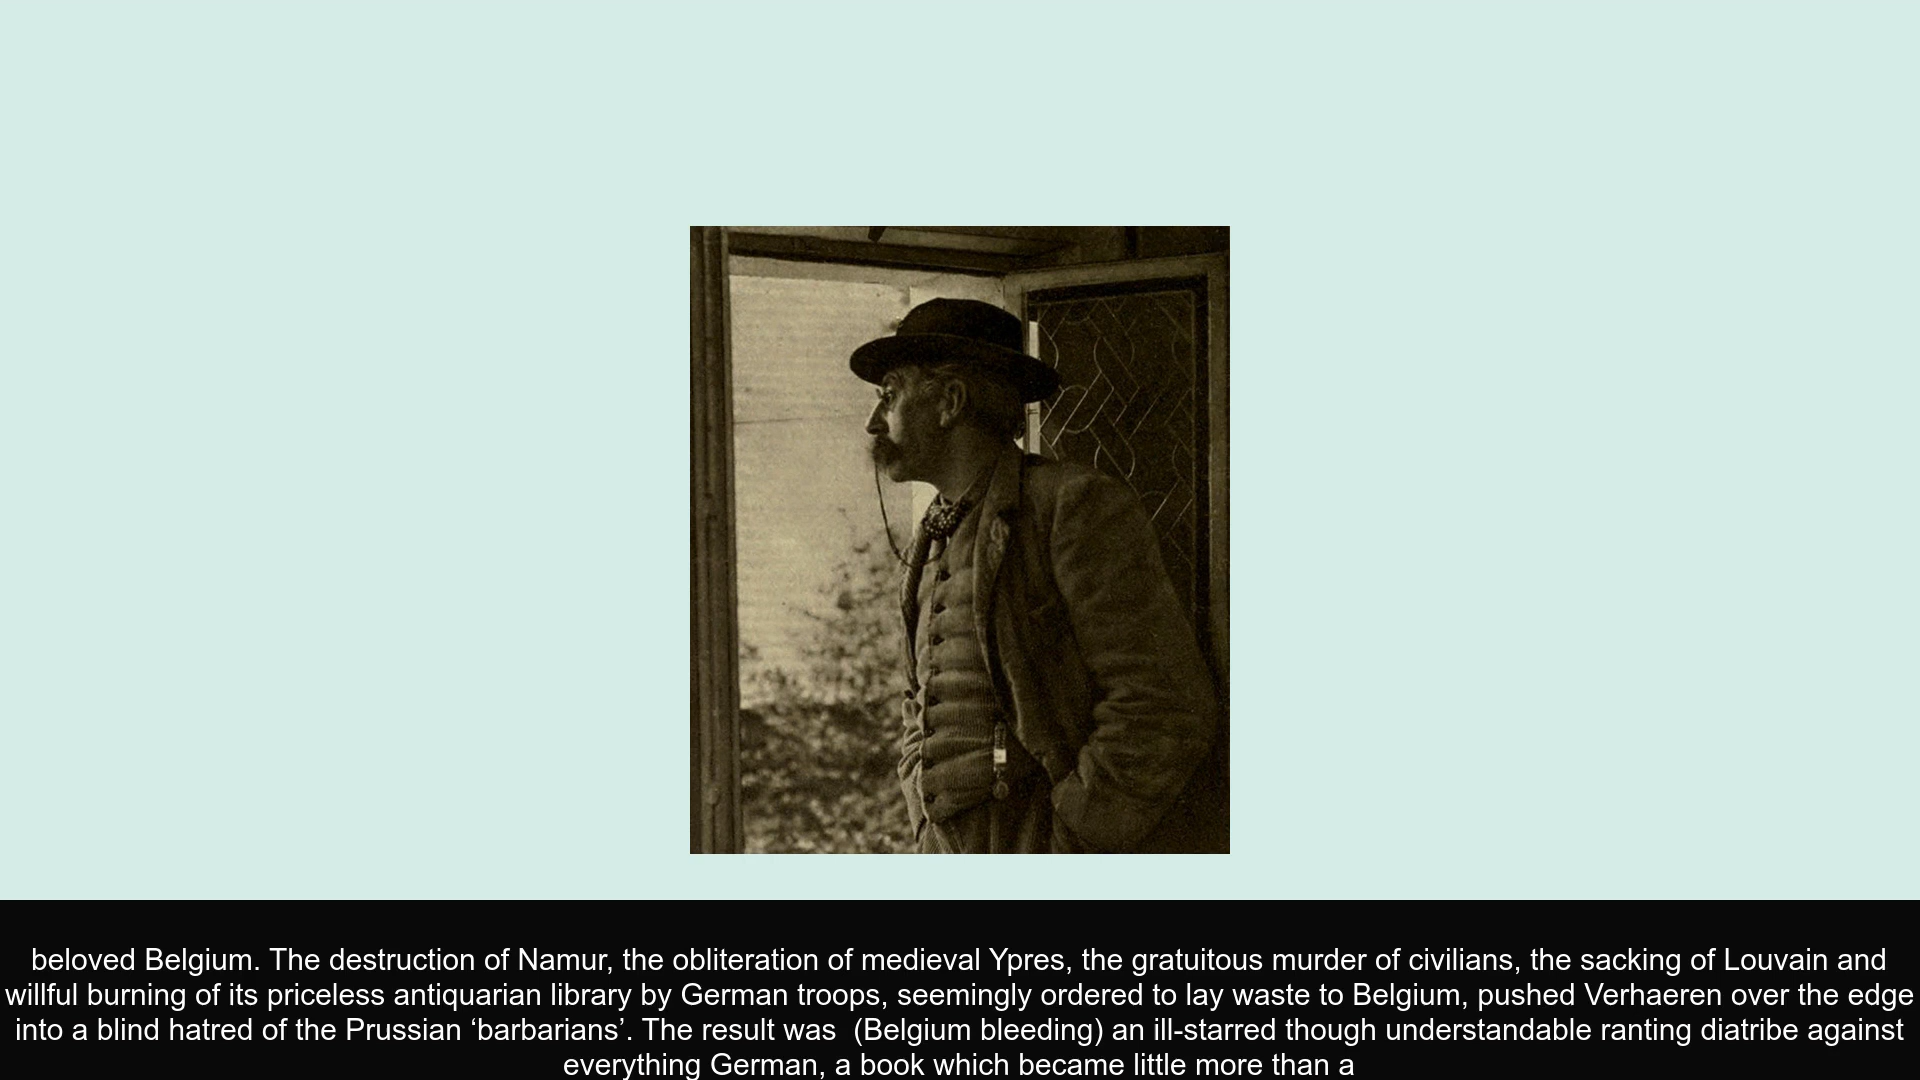 beloved Belgium. The destruction of Namur, the obliteration of medieval Ypres, the gratuitous murder of civilians, the sacking of Louvain and
willful burning of its priceless antiquarian library by German troops, seemingly ordered to lay waste to Belgium, pushed Verhaeren over the edge
into a blind hatred of the Prussian ‘barbarians’. The result was  (Belgium bleeding) an ill-starred though understandable ranting diatribe against
everything German, a book which became little more than a